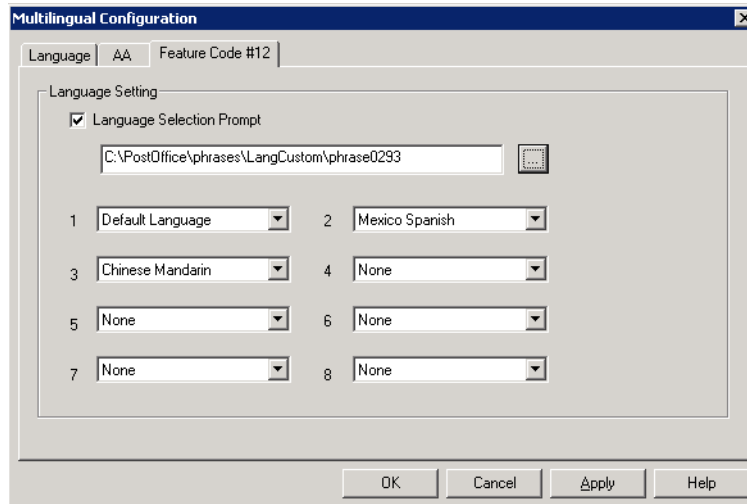 Multilingual Configuration
Language AA Feature Code #12
Language Setting
Language Selection Prompt
C:\PostOffice\phrases\LangCustom\phrase0293 ...
1 Default Language 2 Mexico Spanish
3 Chinese Mandarin 4 None
5 None 6 None
7 None 8 None
OK Cancel Apply Help